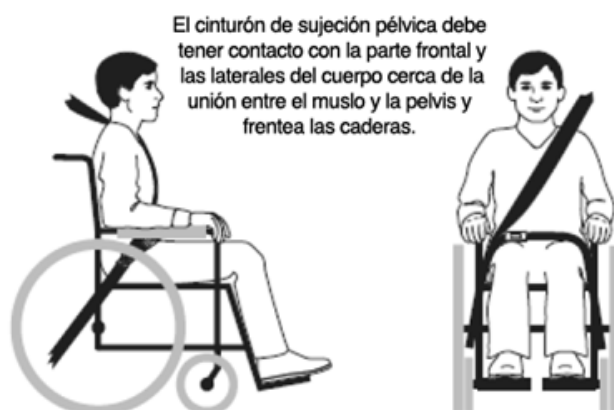 El cinturón de sujeción pélvica debe
tener contacto con la parte frontal y
las laterales del cuerpo cerca de la
unión entre el muslo y la pelvis y
frentea las caderas.